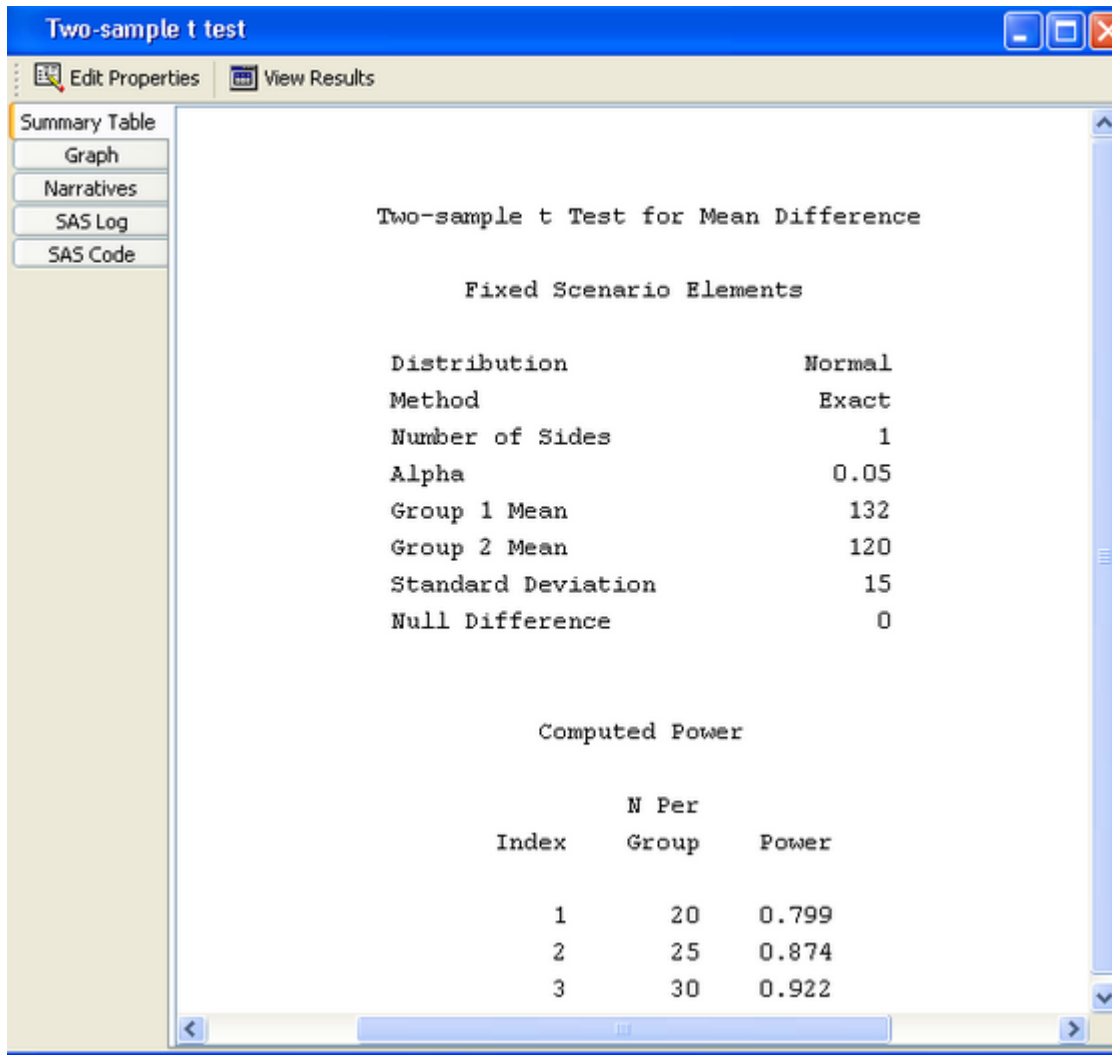 Two-sample t test
Edit Properties View Results
Summary Table
Graph
Narratives
SAS Log
SAS Code
Two-sample t Test for Mean Difference
Fixed Scenario Elements
Distribution Normal
Method Exact
Number of Sides 1
Alpha 0.05
Group 1 Mean 132
Group 2 Mean 120
Standard Deviation 15
Null Difference 0
Computed Power
N Per
Index Group Power
1 20 0.799
2 25 0.874
3 30 0.922